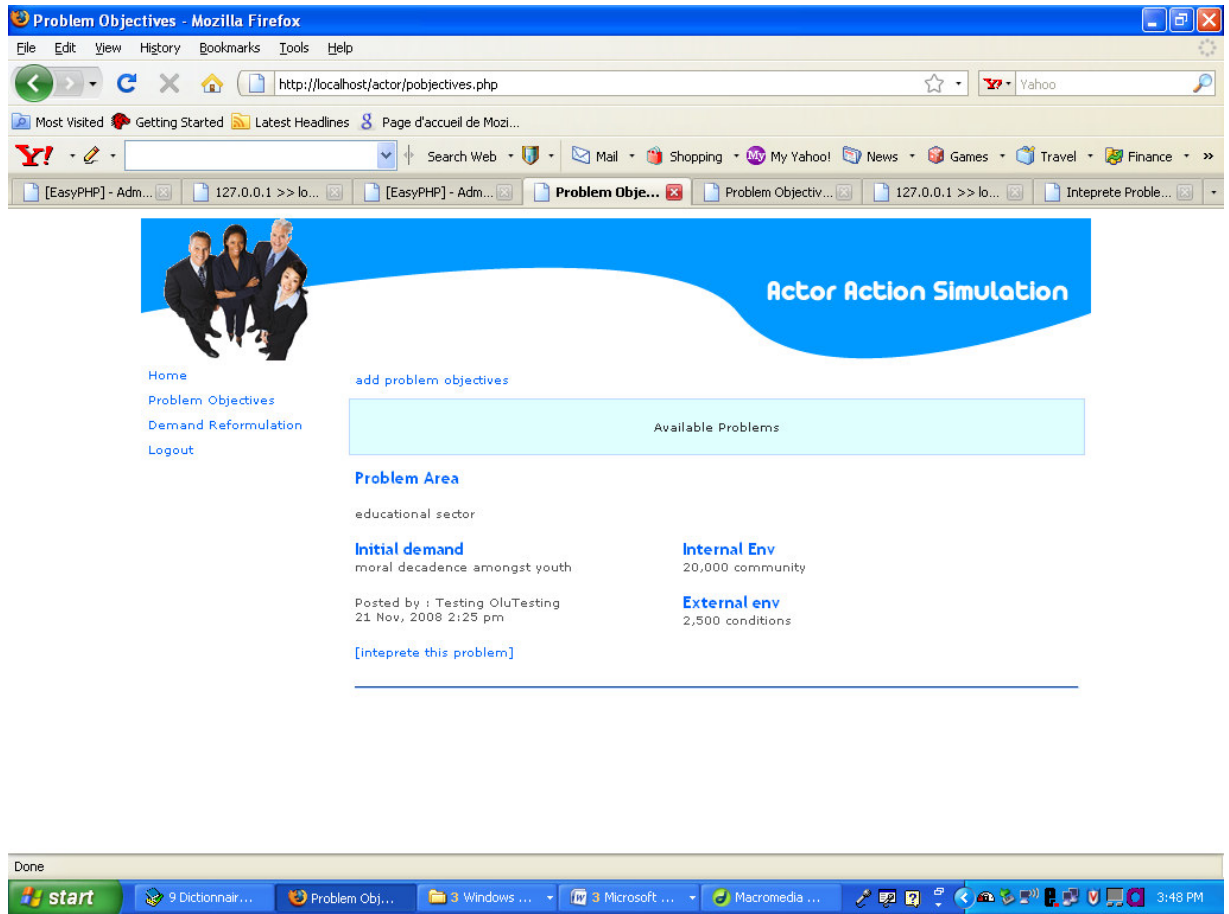 Problem Objectives - Mozilla Firefox
File Edit View History Bookmarks Tools Help
http://localhost/actor/pobjectives.php
Yahoo
Most Visited Getting Started Latest Headlines Page d'accueil de Mozi...
Y! Search Web Mail Shopping My Yahoo! News Games Travel Finance »
[EasyPHP] - Adm... 127.0.0.1 >> lo... [EasyPHP] - Adm... Problem Obje... Problem Objectiv... 127.0.0.1 >> lo... Inteprete Proble...
Actor Action Simulation
Home
Problem Objectives
Demand Reformulation
Logout
add problem objectives
Available Problems
Problem Area
educational sector
Initial demand
moral decadence amongst youth
Internal Env
20,000 community
Posted by : Testing OluTesting
21 Nov, 2008 2:25 pm
External env
2,500 conditions
[inteprete this problem]
Done
start 9 Dictionnair... Problem Obj... 3 Windows ... 3 Microsoft ... Macromedia ... 3:48 PM